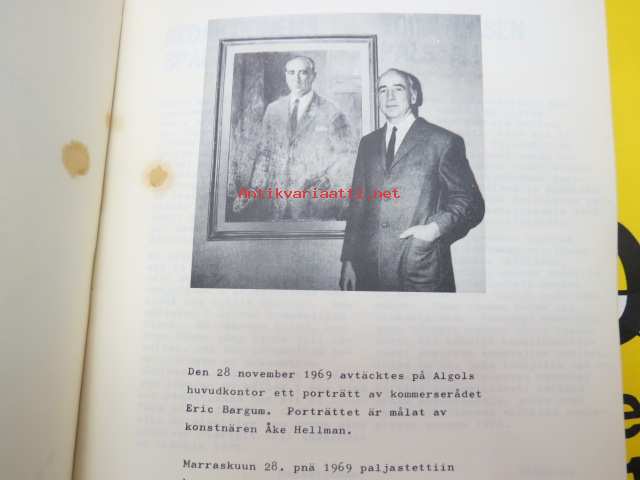 Antikvariaatti.net
Den 28 november 1969 avtäcktes på Algols
huvudkontor ett porträtt av kommerserådet
Eric Bargum. Porträttet är målat av
konstnären Åke Hellman.
Marraskuun 28. pnä 1969 paljastettiin